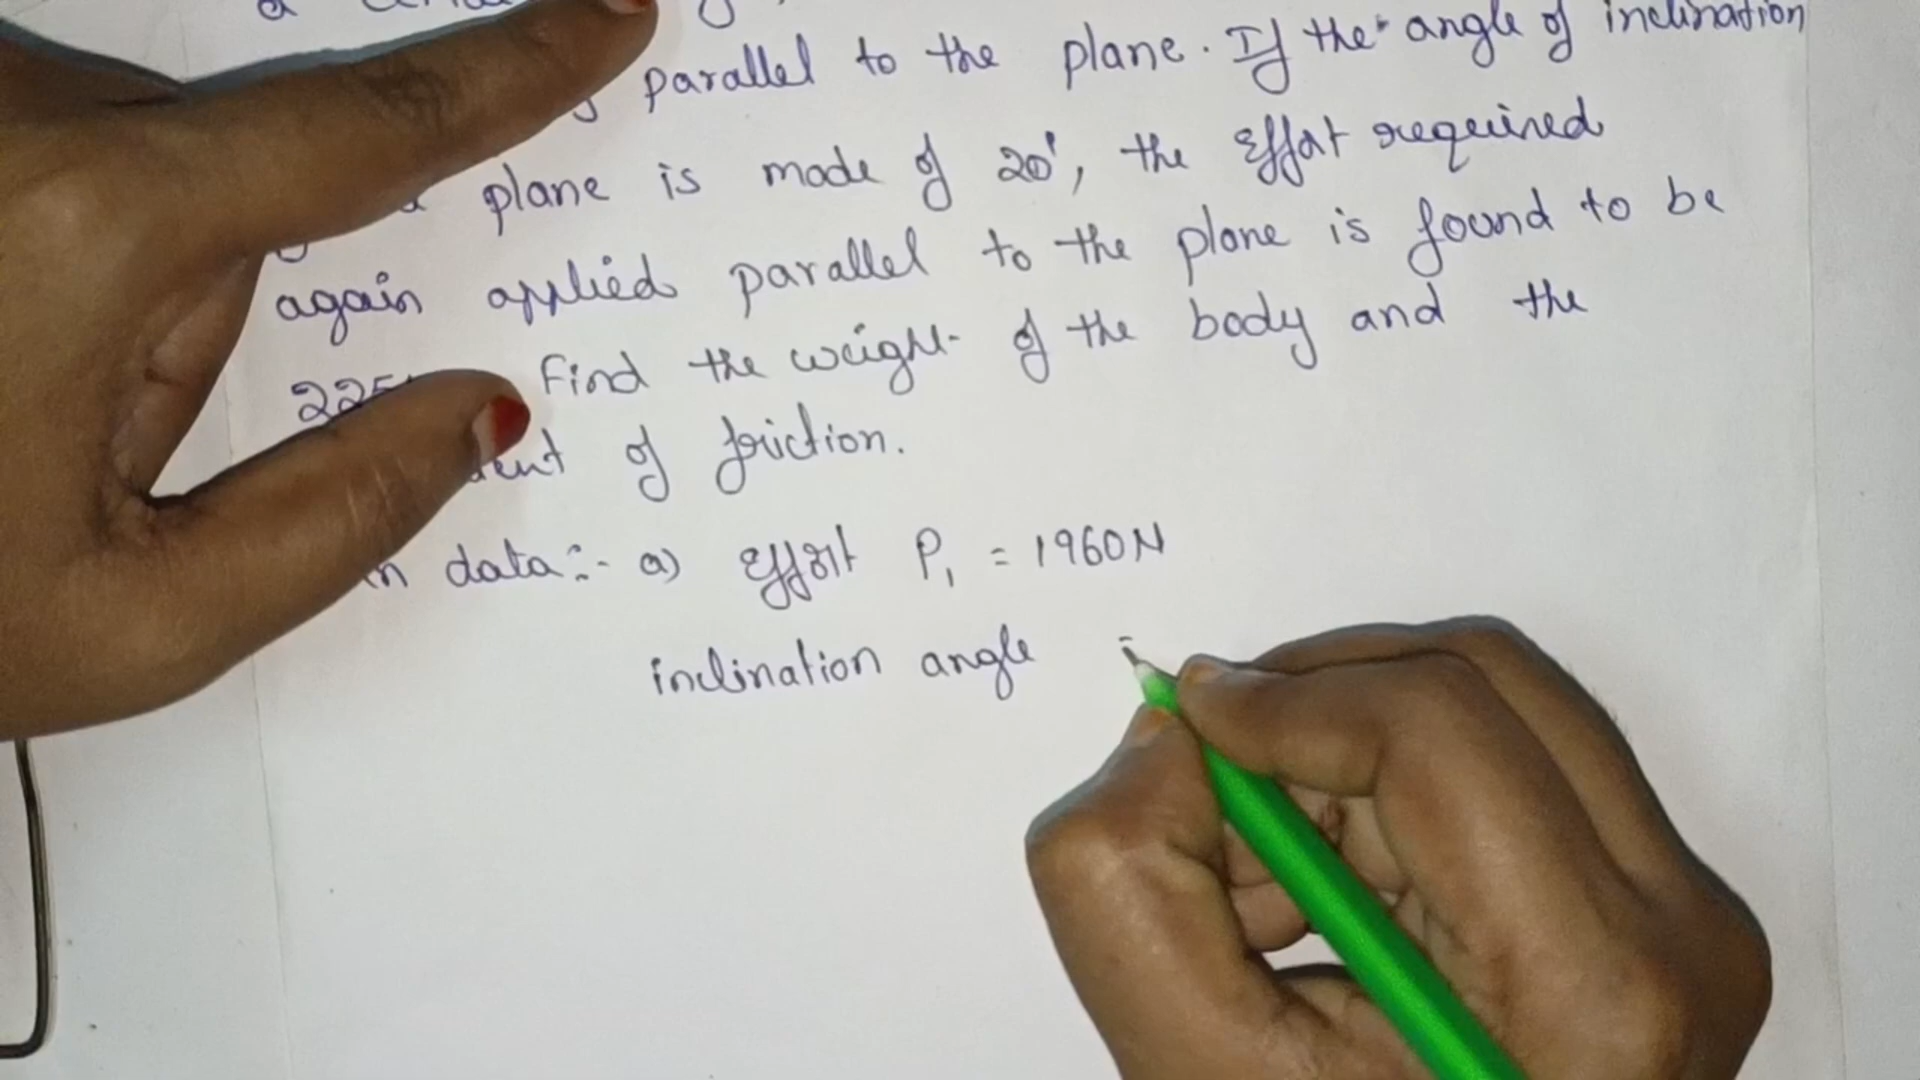 a
parallel to the plane. If the angle of inclination
plane is made of 20°, the effort required
again applied parallel to the plane is found to be
225 Find the weight of the body and the
of friction.
data:- a) effort P₁ = 1960N
inclination angle